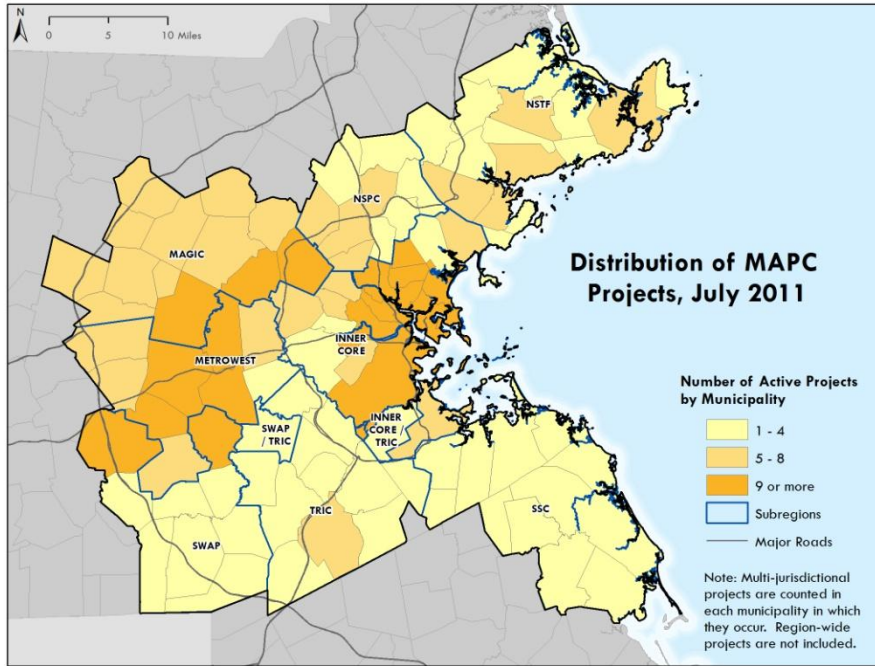 N
0
5
10 Miles
NSTF
NSPC
MAGIC
Distribution of MAPC
Projects, July 2011
METROWEST
INNER
CORE
SWAP
/ TRIC
INNER
CORE /
TRIC
SWAP
TRIC
SSC
Number of Active Projects
by Municipality
1 - 4
5 - 8
9 or more
Subregions
Major Roads
Note: Multi-jurisdictional
projects are counted in
each municipality in which
they occur. Region-wide
projects are not included.